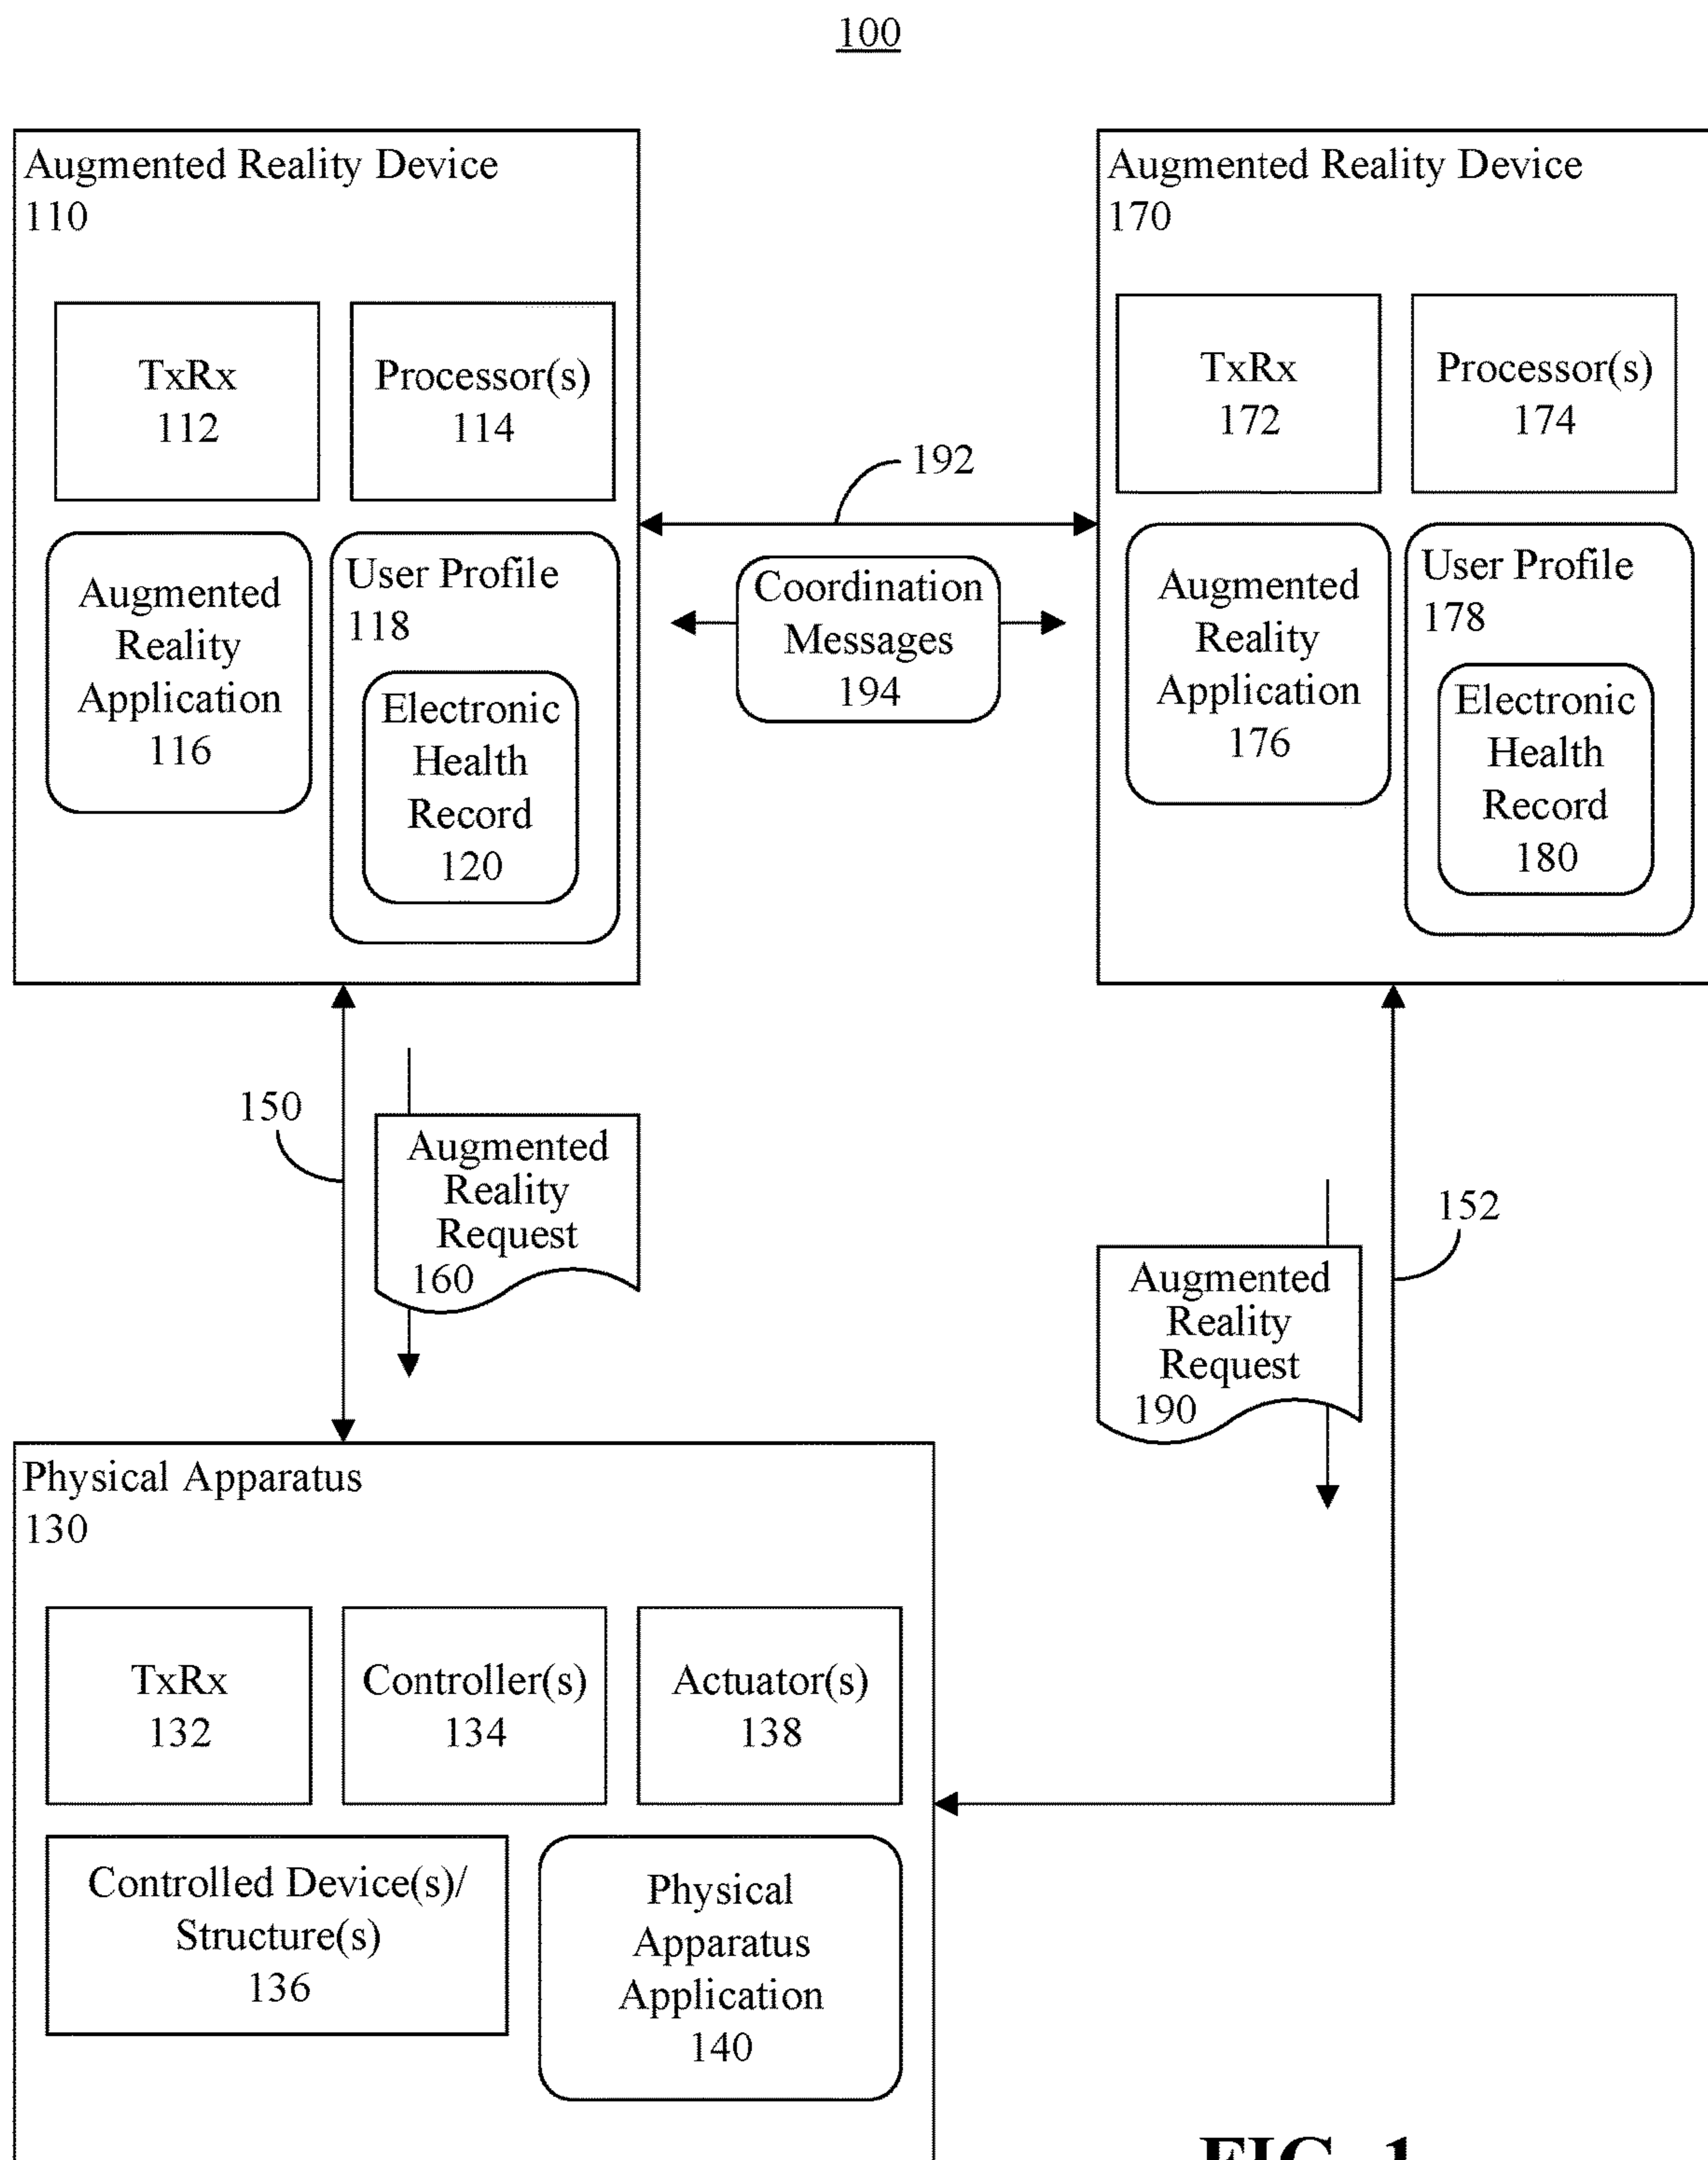 100
Augmented Reality Device
110
TxRx
112
Processor(s)
114
Augmented
Reality
Application
116
User Profile
118
Electronic
Health
Record
120
192
Coordination
Messages
194
Augmented Reality Device
170
TxRx
172
Processor(s)
174
Augmented
Reality
Application
176
User Profile
178
Electronic
Health
Record
180
150
Augmented
Reality
Request
160
152
Augmented
Reality
Request
190
Physical Apparatus
130
TxRx
132
Controller(s)
134
Actuator(s)
138
Controlled Device(s)/
Structure(s)
136
Physical
Apparatus
Application
140
FIG. 1